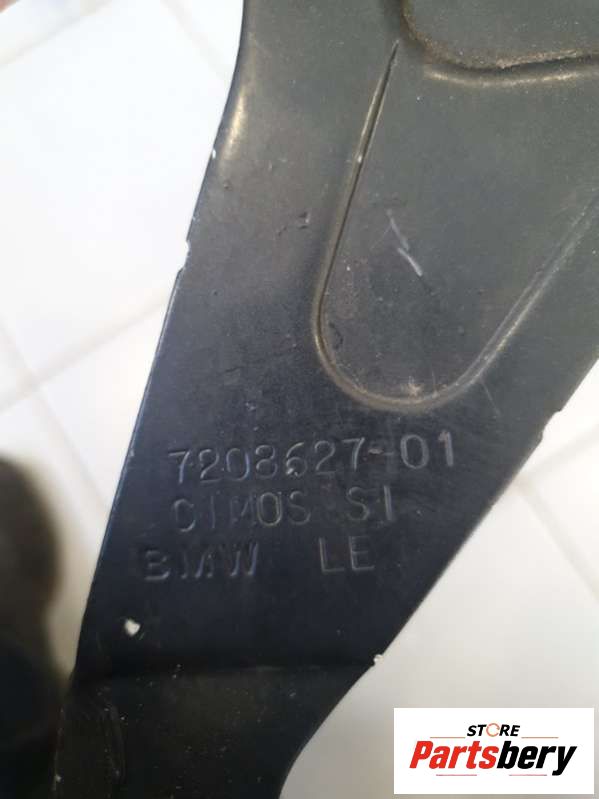 7208627-01
CIMOS SI
BMW LE
STORE
Partsbery